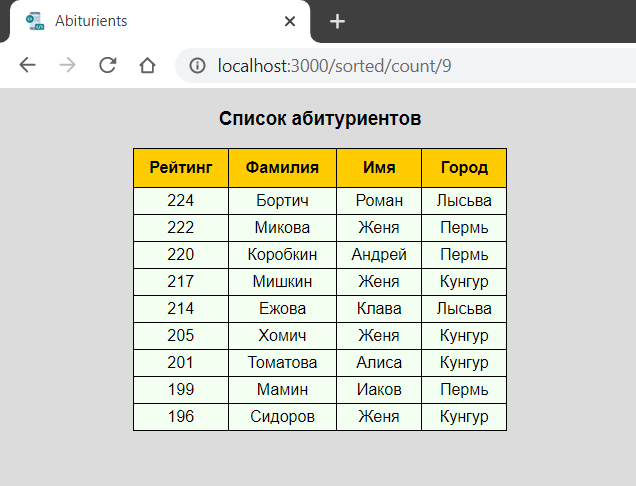 Abiturients
localhost:3000/sorted/count/9
Список абитуриентов
Рейтинг Фамилия Имя Город
224 Бортич Роман Лысьва
222 Микова Женя Пермь
220 Коробкин Андрей Пермь
217 Мишкин Женя Кунгур
214 Ежова Клава Лысьва
205 Хомич Женя Кунгур
201 Томатова Алиса Кунгур
199 Мамин Иаков Пермь
196 Сидоров Женя Кунгур